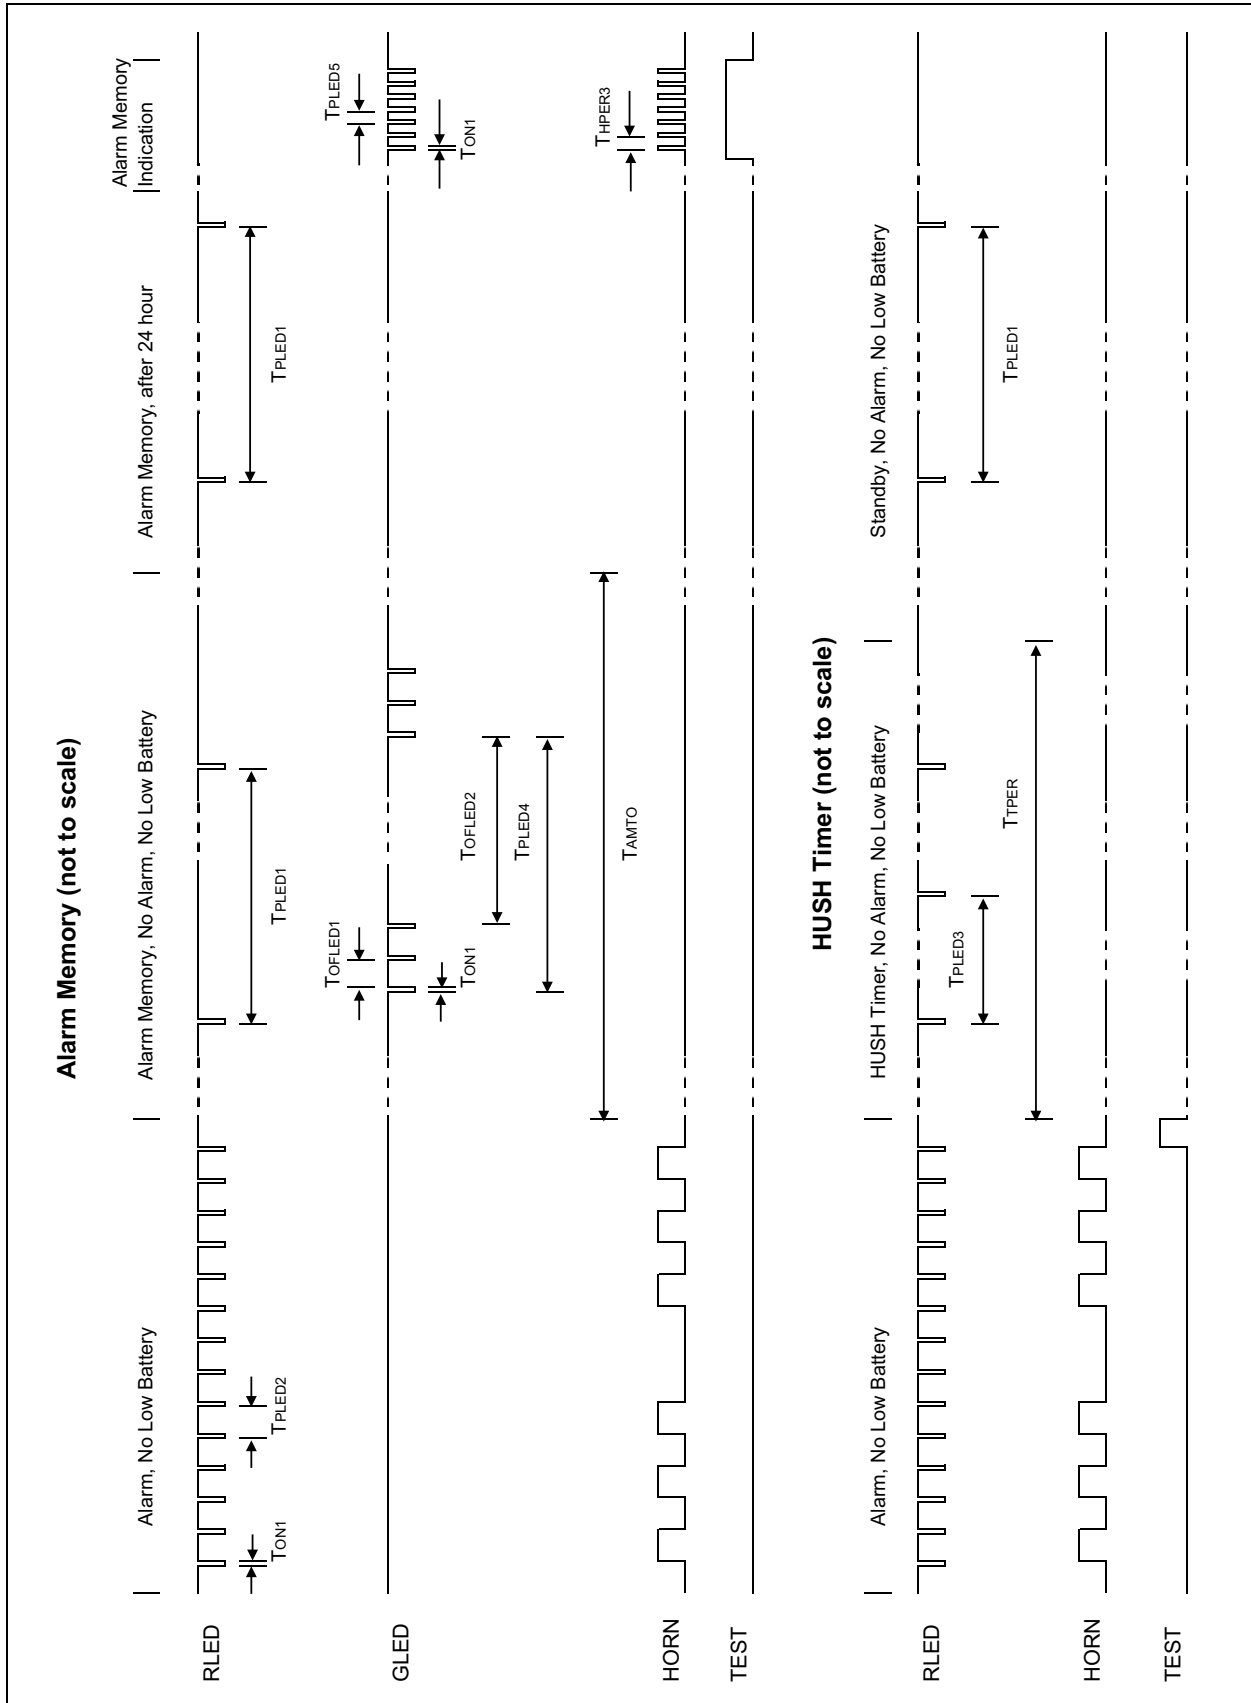 Alarm Memory (not to scale)
Alarm, No Low Battery
Alarm Memory, No Alarm, No Low Battery
Alarm Memory, after 24 hour
Alarm Memory
Indication
RLED
TON1
TPLED2
TPLED1
TPLED1
GLED
TOFLED1
TON1
TOFLED2
TPLED4
TPLED5
TON1
TAMTO
THPER3
HORN
TEST
HUSH Timer (not to scale)
Alarm, No Low Battery
HUSH Timer, No Alarm, No Low Battery
Standby, No Alarm, No Low Battery
RLED
TPLED3
TPLED1
TTPER
HORN
TEST